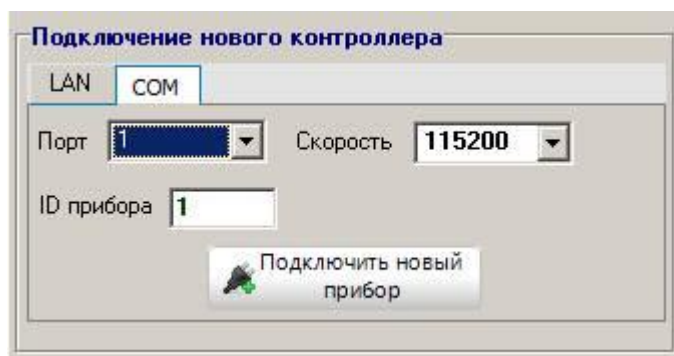 Подключение нового контроллера
LAN COM
Порт 1 Скорость 115200
ID прибора 1
Подключить новый
прибор